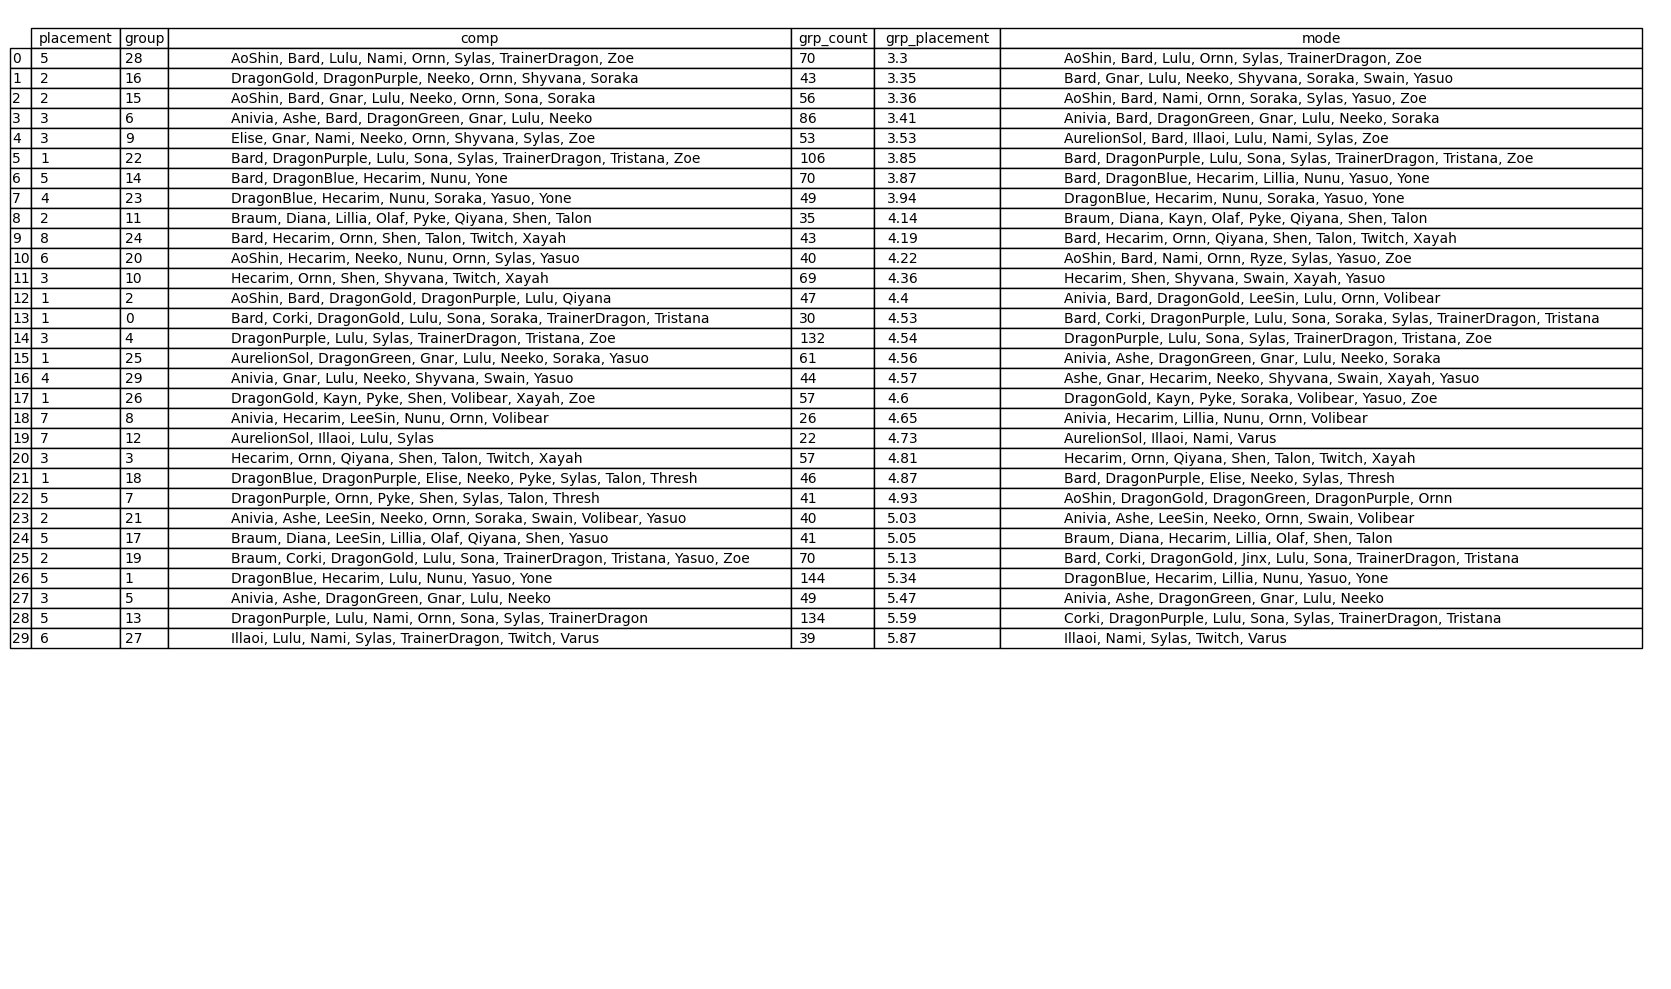 placement group comp grp_count grp_placement mode
0 5 28 AoShin, Bard, Lulu, Nami, Ornn, Sylas, TrainerDragon, Zoe 70 3.3 AoShin, Bard, Lulu, Ornn, Sylas, TrainerDragon, Zoe
1 2 16 DragonGold, DragonPurple, Neeko, Ornn, Shyvana, Soraka 43 3.35 Bard, Gnar, Lulu, Neeko, Shyvana, Soraka, Swain, Yasuo
2 2 15 AoShin, Bard, Gnar, Lulu, Neeko, Ornn, Sona, Soraka 56 3.36 AoShin, Bard, Nami, Ornn, Soraka, Sylas, Yasuo, Zoe
3 3 6 Anivia, Ashe, Bard, DragonGreen, Gnar, Lulu, Neeko 86 3.41 Anivia, Bard, DragonGreen, Gnar, Lulu, Neeko, Soraka
4 3 9 Elise, Gnar, Nami, Neeko, Ornn, Shyvana, Sylas, Zoe 53 3.53 AurelionSol, Bard, Illaoi, Lulu, Nami, Sylas, Zoe
5 1 22 Bard, DragonPurple, Lulu, Sona, Sylas, TrainerDragon, Tristana, Zoe 106 3.85 Bard, DragonPurple, Lulu, Sona, Sylas, TrainerDragon, Tristana, Zoe
6 5 14 Bard, DragonBlue, Hecarim, Nunu, Yone 70 3.87 Bard, DragonBlue, Hecarim, Lillia, Nunu, Yasuo, Yone
7 4 23 DragonBlue, Hecarim, Nunu, Soraka, Yasuo, Yone 49 3.94 DragonBlue, Hecarim, Nunu, Soraka, Yasuo, Yone
8 2 11 Braum, Diana, Lillia, Olaf, Pyke, Qiyana, Shen, Talon 35 4.14 Braum, Diana, Kayn, Olaf, Pyke, Qiyana, Shen, Talon
9 8 24 Bard, Hecarim, Ornn, Shen, Talon, Twitch, Xayah 43 4.19 Bard, Hecarim, Ornn, Qiyana, Shen, Talon, Twitch, Xayah
10 6 20 AoShin, Hecarim, Neeko, Nunu, Ornn, Sylas, Yasuo 40 4.22 AoShin, Bard, Nami, Ornn, Ryze, Sylas, Yasuo, Zoe
11 3 10 Hecarim, Ornn, Shen, Shyvana, Twitch, Xayah 69 4.36 Hecarim, Shen, Shyvana, Swain, Xayah, Yasuo
12 1 2 AoShin, Bard, DragonGold, DragonPurple, Lulu, Qiyana 47 4.4 Anivia, Bard, DragonGold, LeeSin, Lulu, Ornn, Volibear
13 1 0 Bard, Corki, DragonGold, Lulu, Sona, Soraka, TrainerDragon, Tristana 30 4.53 Bard, Corki, DragonPurple, Lulu, Sona, Soraka, Sylas, TrainerDragon, Tristana
14 3 4 DragonPurple, Lulu, Sylas, TrainerDragon, Tristana, Zoe 132 4.54 DragonPurple, Lulu, Sona, Sylas, TrainerDragon, Tristana, Zoe
15 1 25 AurelionSol, DragonGreen, Gnar, Lulu, Neeko, Soraka, Yasuo 61 4.56 Anivia, Ashe, DragonGreen, Gnar, Lulu, Neeko, Soraka
16 4 29 Anivia, Gnar, Lulu, Neeko, Shyvana, Swain, Yasuo 44 4.57 Ashe, Gnar, Hecarim, Neeko, Shyvana, Swain, Xayah, Yasuo
17 1 26 DragonGold, Kayn, Pyke, Shen, Volibear, Xayah, Zoe 57 4.6 DragonGold, Kayn, Pyke, Soraka, Volibear, Yasuo, Zoe
18 7 8 Anivia, Hecarim, LeeSin, Nunu, Ornn, Volibear 26 4.65 Anivia, Hecarim, Lillia, Nunu, Ornn, Volibear
19 7 12 AurelionSol, Illaoi, Lulu, Sylas 22 4.73 AurelionSol, Illaoi, Nami, Varus
20 3 3 Hecarim, Ornn, Qiyana, Shen, Talon, Twitch, Xayah 57 4.81 Hecarim, Ornn, Qiyana, Shen, Talon, Twitch, Xayah
21 1 18 DragonBlue, DragonPurple, Elise, Neeko, Pyke, Sylas, Talon, Thresh 46 4.87 Bard, DragonPurple, Elise, Neeko, Sylas, Thresh
22 5 7 DragonPurple, Ornn, Pyke, Shen, Sylas, Talon, Thresh 41 4.93 AoShin, DragonGold, DragonGreen, DragonPurple, Ornn
23 2 21 Anivia, Ashe, LeeSin, Neeko, Ornn, Soraka, Swain, Volibear, Yasuo 40 5.03 Anivia, Ashe, LeeSin, Neeko, Ornn, Swain, Volibear
24 5 17 Braum, Diana, LeeSin, Lillia, Olaf, Qiyana, Shen, Yasuo 41 5.05 Braum, Diana, Hecarim, Lillia, Olaf, Shen, Talon
25 2 19 Braum, Corki, DragonGold, Lulu, Sona, TrainerDragon, Tristana, Yasuo, Zoe 70 5.13 Bard, Corki, DragonGold, Jinx, Lulu, Sona, TrainerDragon, Tristana
26 5 1 DragonBlue, Hecarim, Lulu, Nunu, Yasuo, Yone 144 5.34 DragonBlue, Hecarim, Lillia, Nunu, Yasuo, Yone
27 3 5 Anivia, Ashe, DragonGreen, Gnar, Lulu, Neeko 49 5.47 Anivia, Ashe, DragonGreen, Gnar, Lulu, Neeko
28 5 13 DragonPurple, Lulu, Nami, Ornn, Sona, Sylas, TrainerDragon 134 5.59 Corki, DragonPurple, Lulu, Sona, Sylas, TrainerDragon, Tristana
29 6 27 Illaoi, Lulu, Nami, Sylas, TrainerDragon, Twitch, Varus 39 5.87 Illaoi, Nami, Sylas, Twitch, Varus